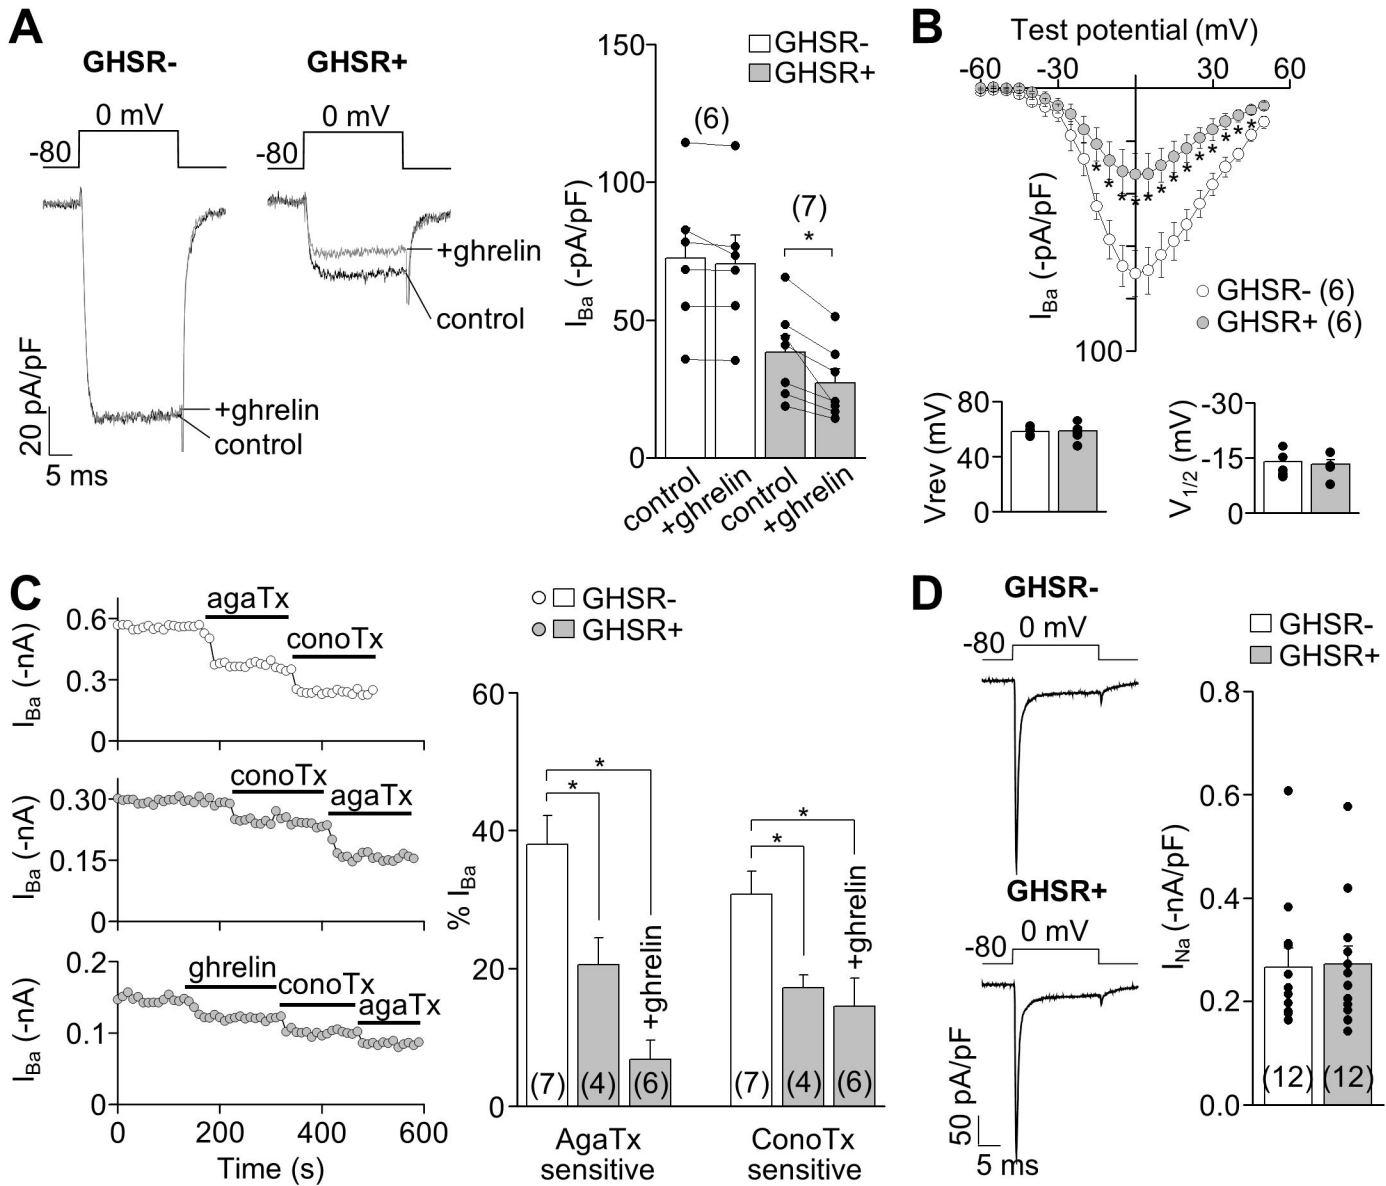 A
GHSR-
GHSR+
0 mV
-80
0 mV
-80
+ghrelin
control
+ghrelin
control
20 pA/pF
5 ms
GHSR-
GHSR+
150
100
50
0
I_Ba (-pA/pF)
(6)
(7)
*
control
+ghrelin
control
+ghrelin
B
Test potential (mV)
-60
-30
30
60
I_Ba (-pA/pF)
* * * * * * * * * * * * *
GHSR- (6)
GHSR+ (6)
100
Vrev (mV)
80
40
0
V_1/2 (mV)
-30
-15
0
C
agaTx
conoTx
0.6
0.3
0
I_Ba (-nA)
conoTx
agaTx
0.30
0.15
0
I_Ba (-nA)
ghrelin
conoTx
agaTx
0.2
0.1
0
I_Ba (-nA)
0
200
400
600
Time (s)
GHSR-
GHSR+
60
40
20
0
% I_Ba
*
*
*
*
+ghrelin
+ghrelin
(7)
(4)
(6)
(7)
(4)
(6)
AgaTx
sensitive
ConoTx
sensitive
D
GHSR-
0 mV
-80
GHSR+
0 mV
-80
50 pA/pF
5 ms
GHSR-
GHSR+
0.8
0.6
0.4
0.2
0.0
I_Na (-nA/pF)
(12)
(12)